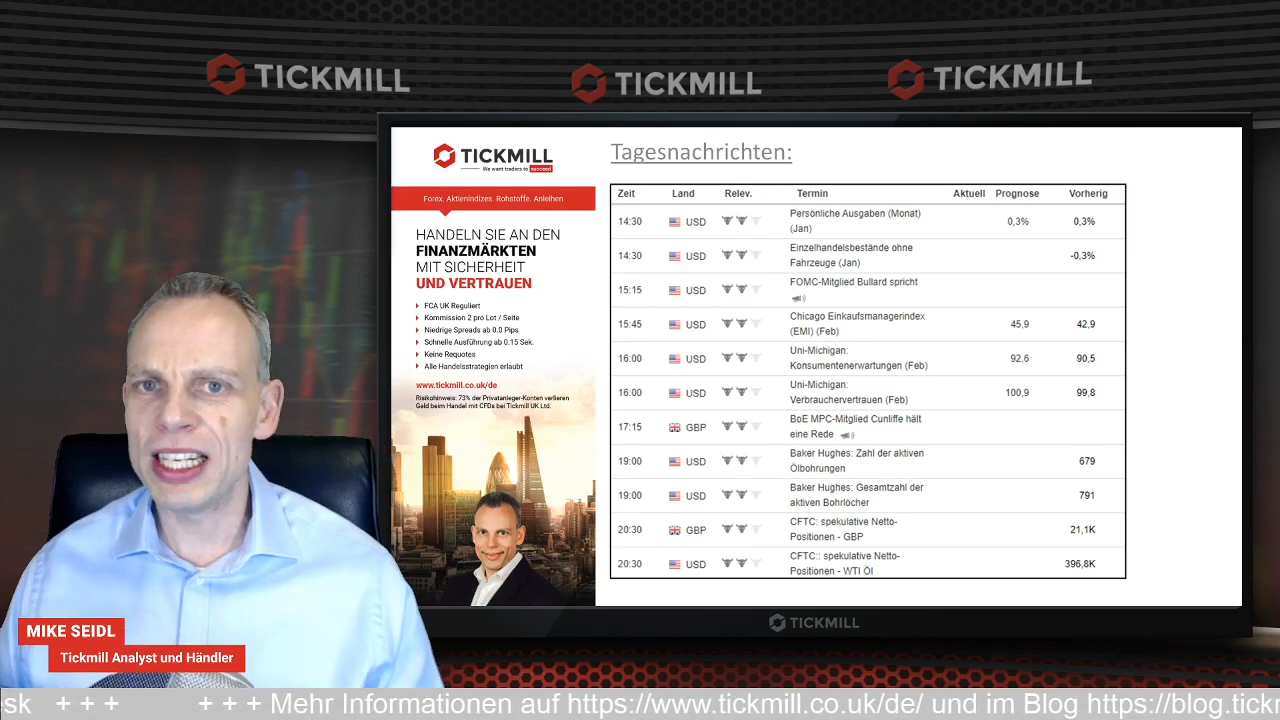 TICKMILL
TICKMILL
TICKMILL
TICKMILL
We want traders to succeed
Forex. Aktienindizes. Rohstoffe. Anleihen
HANDELN SIE AN DEN
FINANZMÄRKTEN
MIT SICHERHEIT
UND VERTRAUEN
FCA UK Reguliert
Kommission 2 pro Lot / Seite
Niedrige Spreads ab 0.0 Pips
Schnelle Ausführung ab 0.15 Sek.
Keine Requotes
Alle Handelsstrategien erlaubt
www.tickmill.co.uk/de
Risikohinweis: 73% der Privatanleger-Konten verlieren
Geld beim Handel mit CFDs bei Tickmill UK Ltd.
Tagesnachrichten:
Zeit Land Relev. Termin Aktuell Prognose Vorherig
14:30 USD Persönliche Ausgaben (Monat) (Jan) 0,3% 0,3%
14:30 USD Einzelhandelsbestände ohne Fahrzeuge (Jan) -0,3%
15:15 USD FOMC-Mitglied Bullard spricht
15:45 USD Chicago Einkaufsmanagerindex (EMI) (Feb) 45,9 42,9
16:00 USD Uni-Michigan: Konsumentenerwartungen (Feb) 92,6 90,5
16:00 USD Uni-Michigan: Verbrauchervertrauen (Feb) 100,9 99,8
17:15 GBP BoE MPC-Mitglied Cunliffe hält eine Rede
19:00 USD Baker Hughes: Zahl der aktiven Ölbohrungen 679
19:00 USD Baker Hughes: Gesamtzahl der aktiven Bohrlöcher 791
20:30 GBP CFTC: spekulative Netto-Positionen - GBP 21,1K
20:30 USD CFTC:: spekulative Netto-Positionen - WTI Öl 396,8K
TICKMILL
MIKE SEIDL
Tickmill Analyst und Händler
sk +++ +++ Mehr Informationen auf https://www.tickmill.co.uk/de/ und im Blog https://blog.tickn